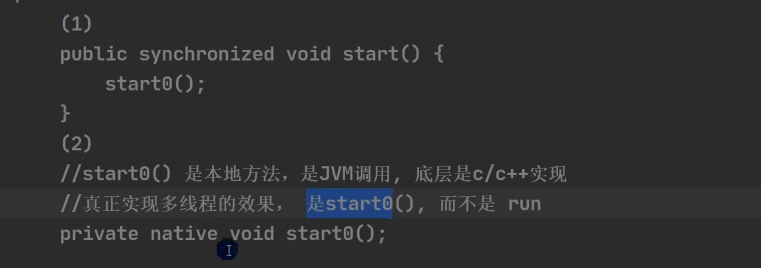 (1)
public synchronized void start() {
start0();
}
(2)
//start0() 是本地方法，是JVM调用, 底层是c/c++实现
//真正实现多线程的效果， 是start0(), 而不是 run
private native void start0();